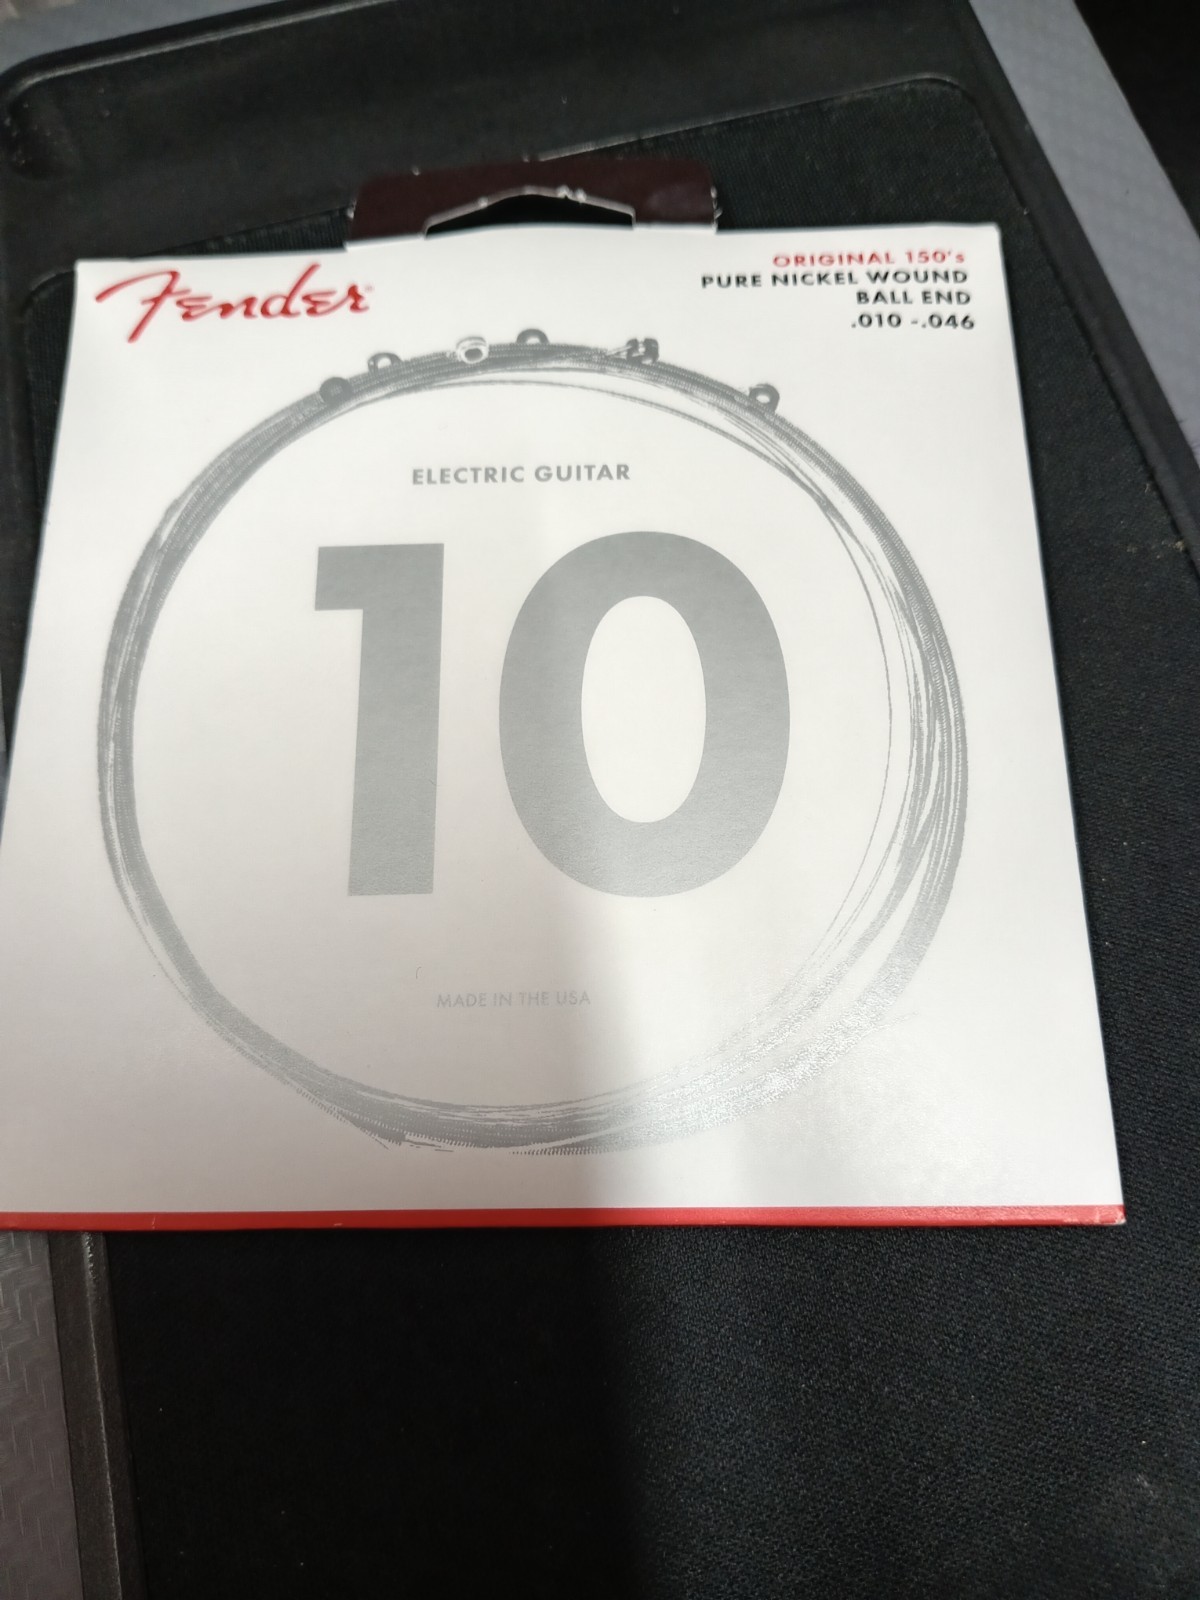 Fender
ORIGINAL 150's
PURE NICKEL WOUND
BALL END
.010 -.046
ELECTRIC GUITAR
10
MADE IN THE USA